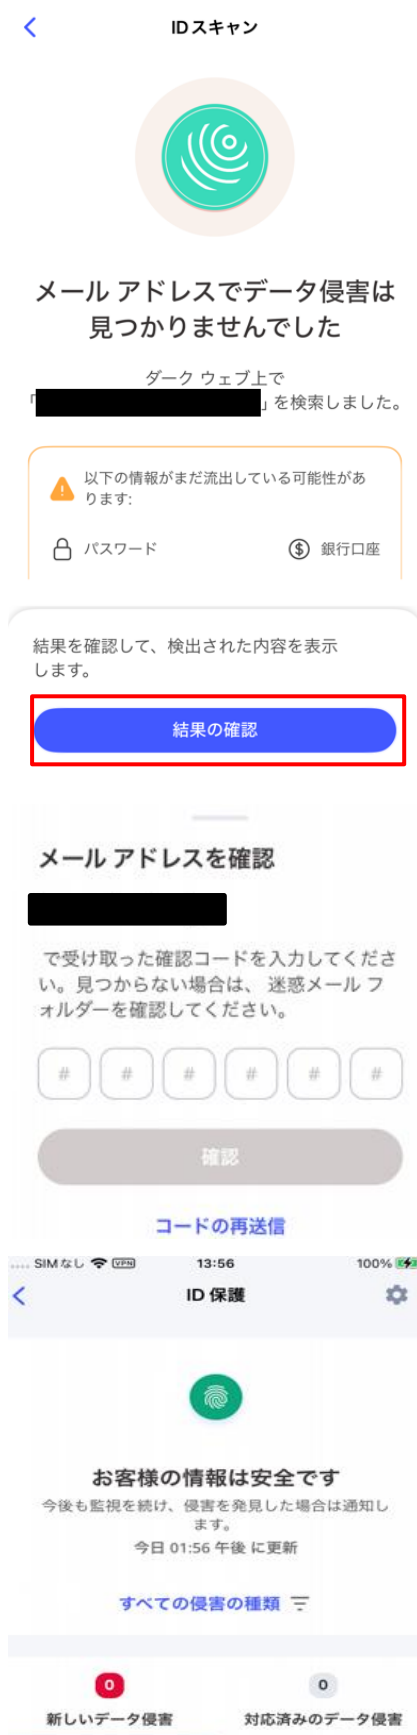 IDスキャン
メール アドレスでデータ侵害は
見つかりませんでした
ダーク ウェブ上で
「 」を検索しました。
以下の情報がまだ流出している可能性があ
ります:
パスワード
銀行口座
結果を確認して、検出された内容を表示
します。
結果の確認
メール アドレスを確認
で受け取った確認コードを入力してくださ
い。見つからない場合は、 迷惑メール フ
ォルダーを確認してください。
# # # # # #
確認
コードの再送信
SIMなし VPN 13:56 100%
ID 保護
お客様の情報は安全です
今後も監視を続け、侵害を発見した場合は通知し
ます。
今日 01:56 午後 に更新
すべての侵害の種類
0 0
新しいデータ侵害 対応済みのデータ侵害